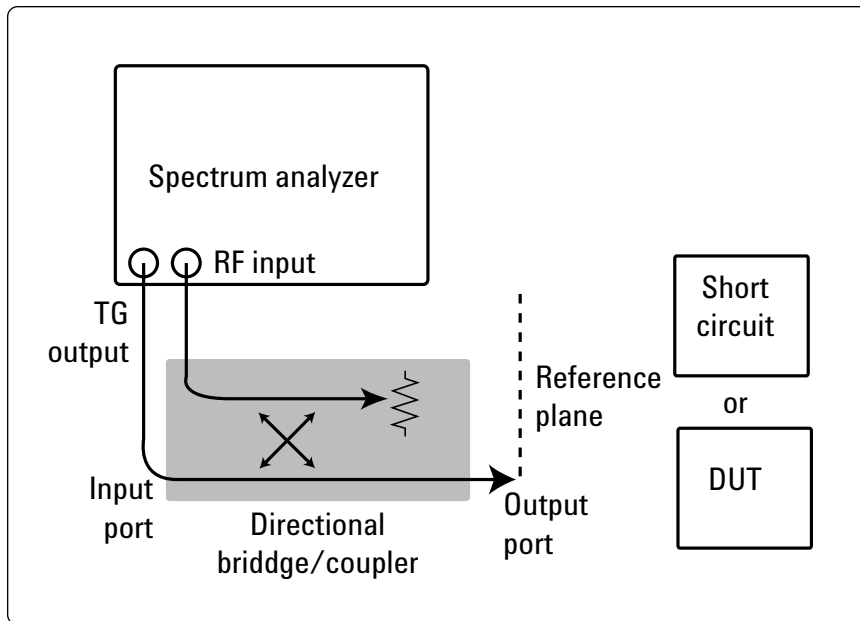 Spectrum analyzer
RF input
TG
output
Short
circuit
Reference
plane
or
DUT
Input
port
Output
port
Directional
briddge/coupler